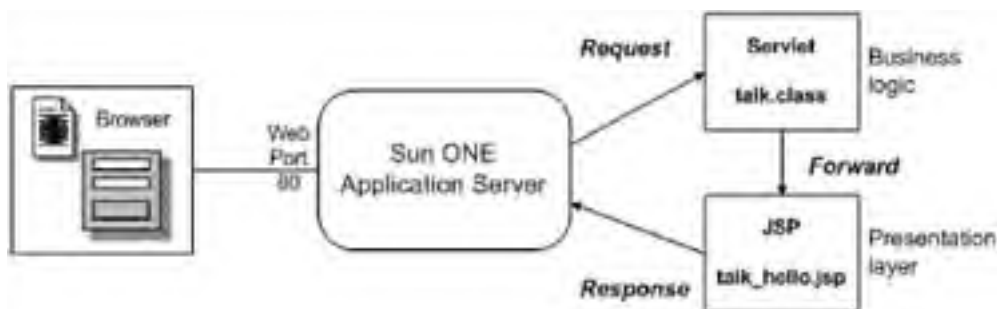 Browser
Web
Port
80
Sun ONE
Application Server
Request
Servlet
talk.class
Business
logic
Forward
JSP
talk_hello.jsp
Presentation
layer
Response